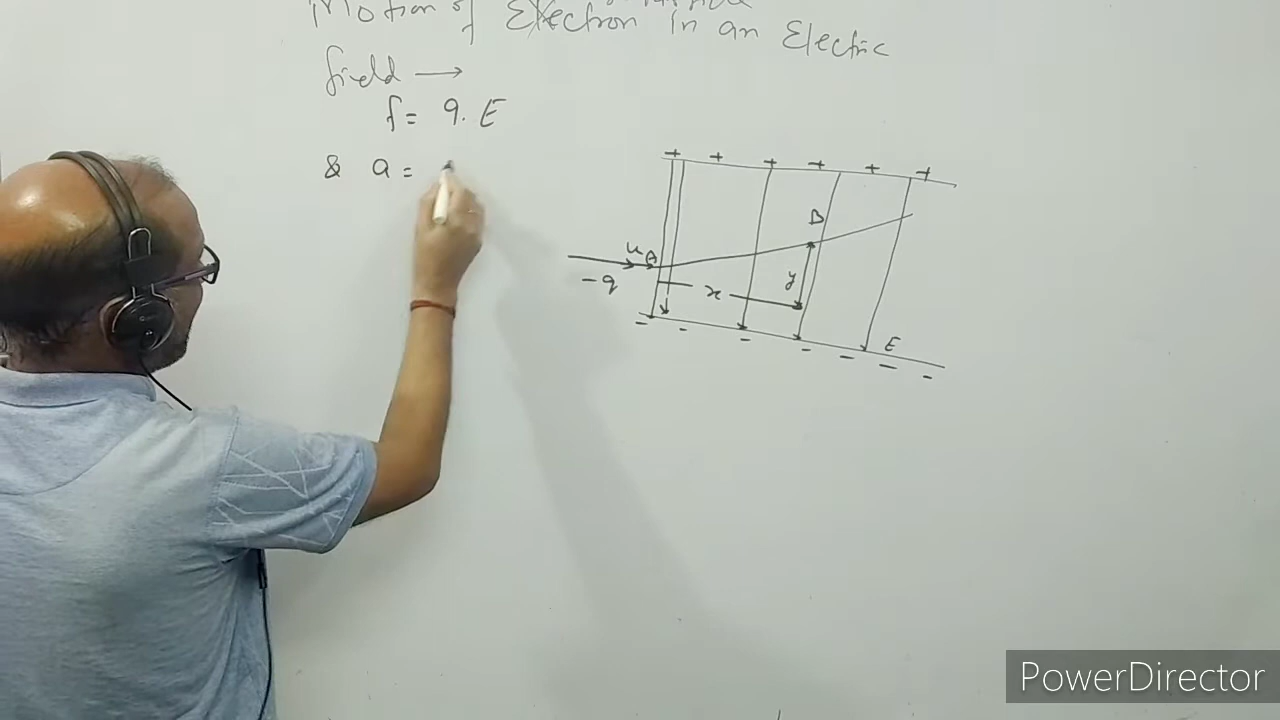 Motion of Electron in an Electric
field →
f = q. E
& a =
+ + + + + +
B
u A
y
- q
x
E
- - - - - - -
PowerDirector